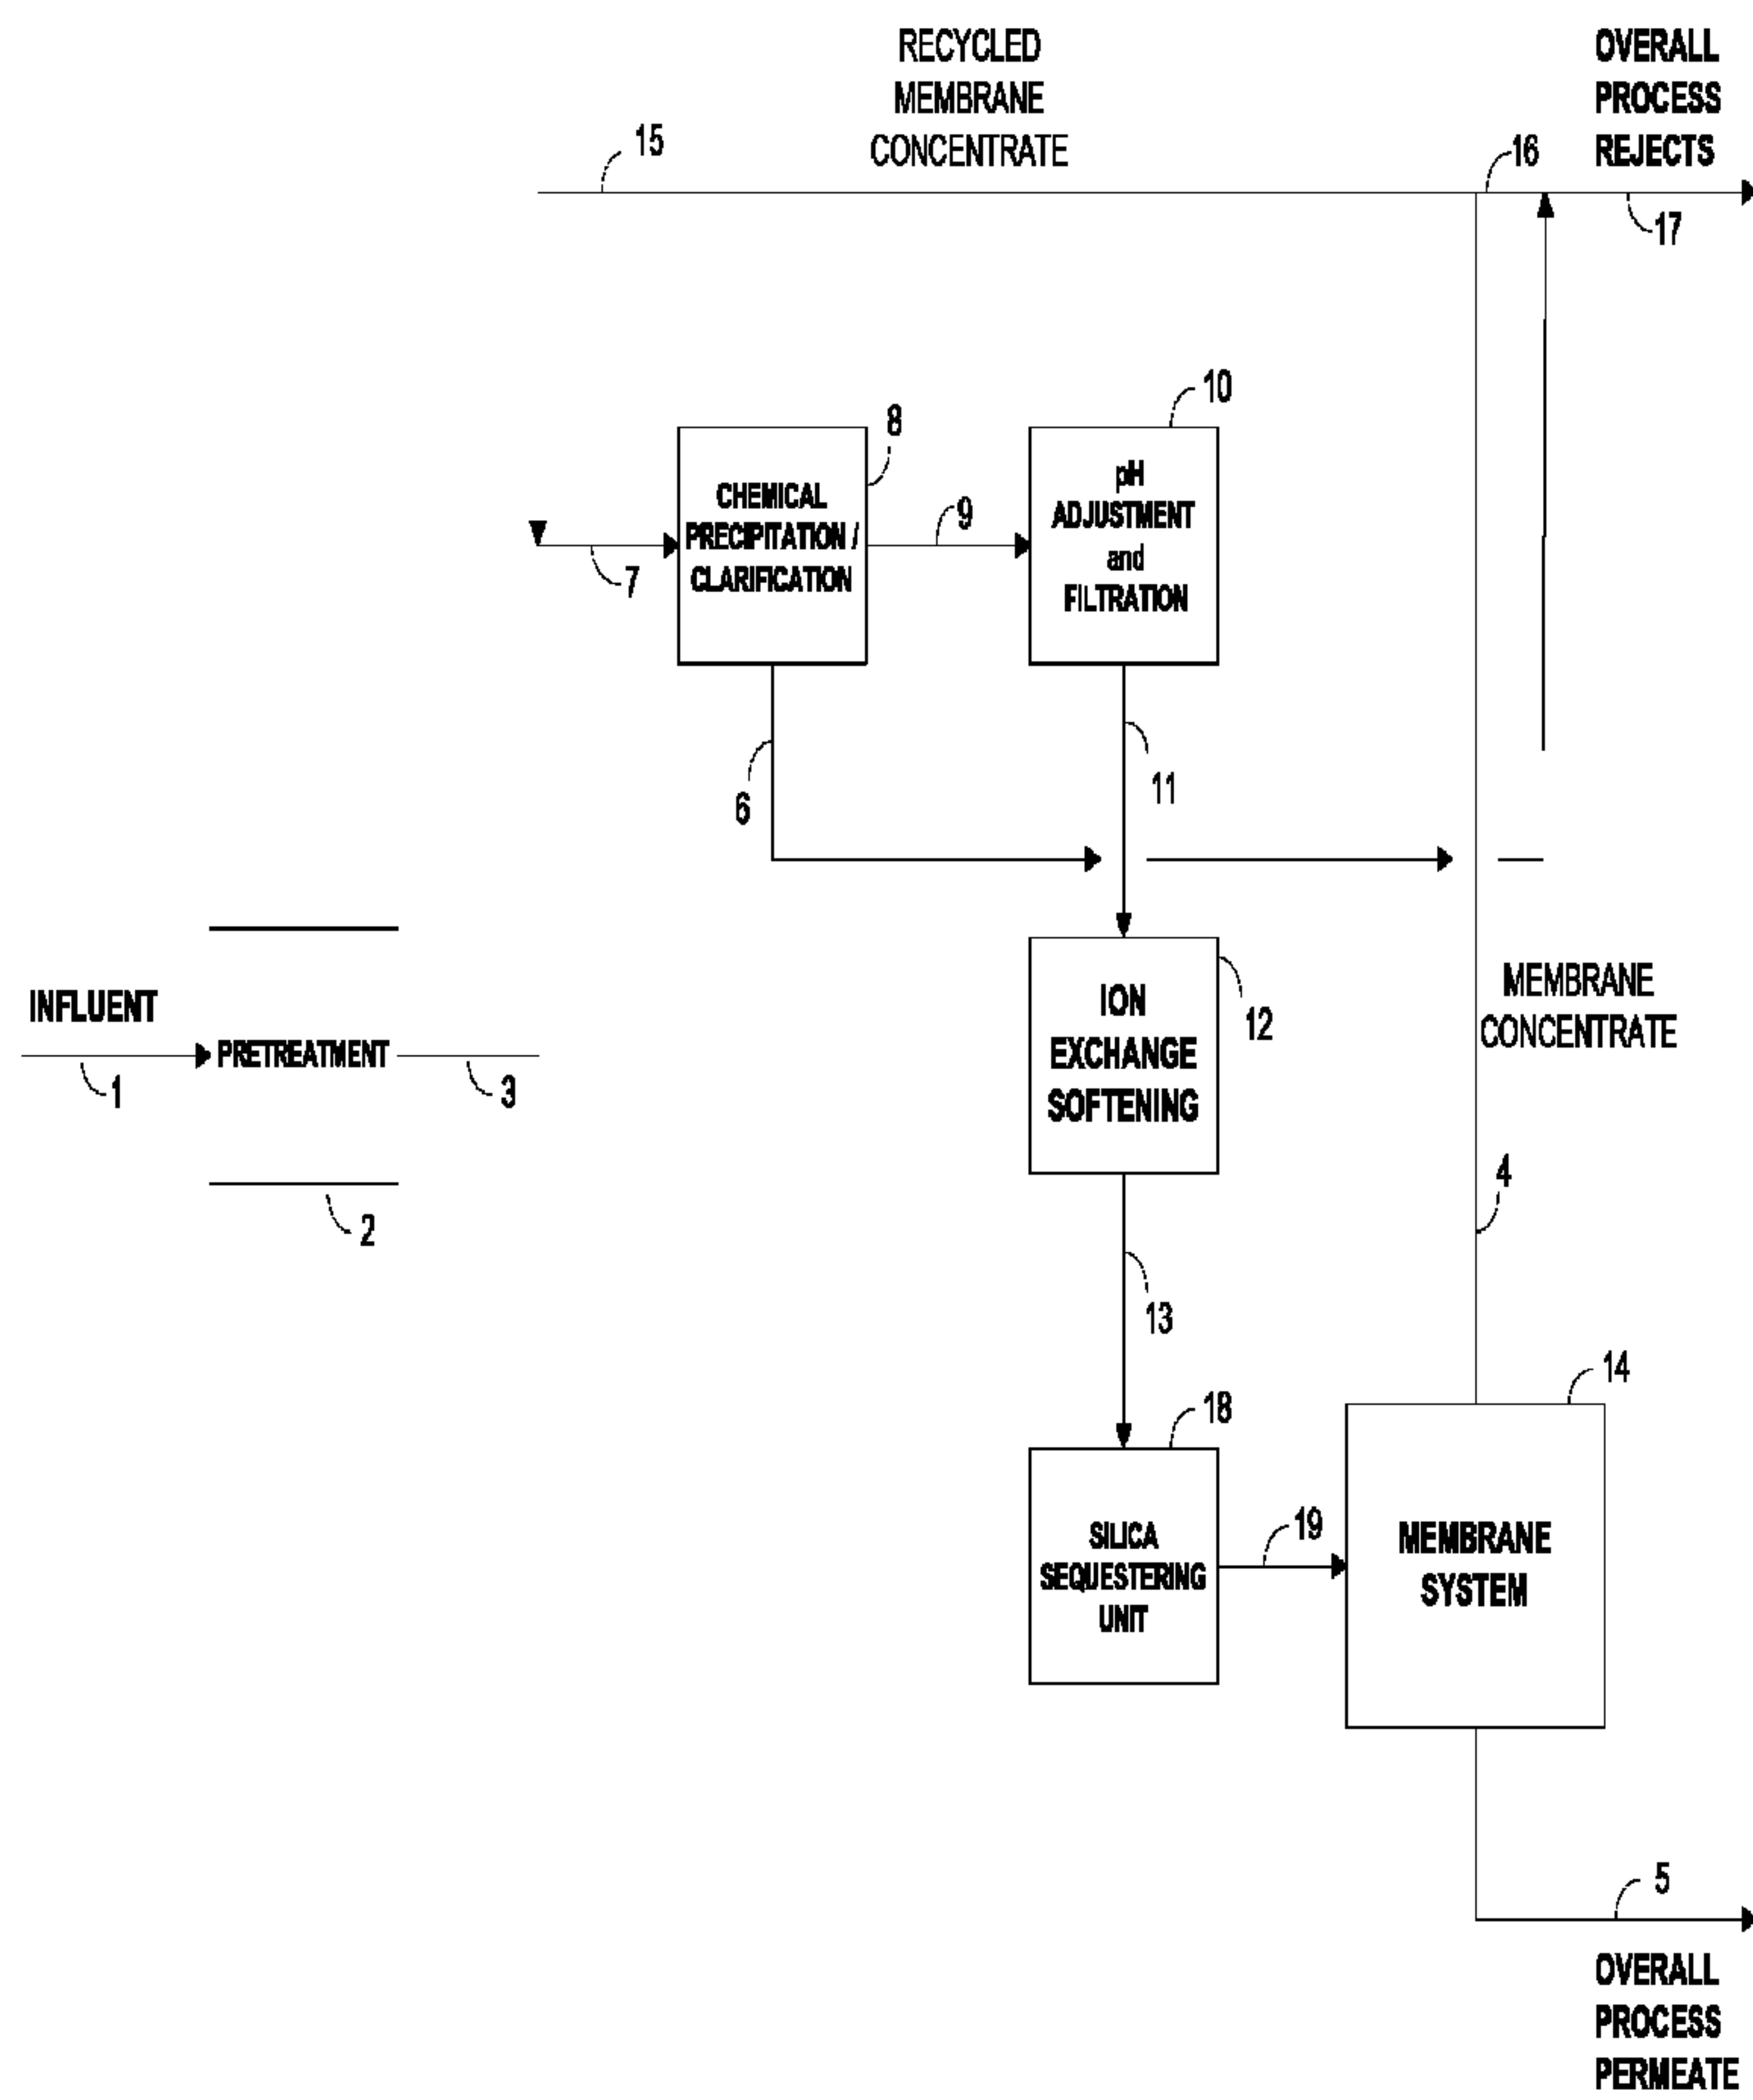 RECYCLED
MEMBRANE
CONCENTRATE
OVERALL
PROCESS
REJECTS
15
16
17
10
8
CHEMICAL
PRECIPITATION /
CLARIFICATION
pH
ADJUSTMENT
and
FILTRATION
9
7
6
11
INFLUENT
PRETREATMENT
1
3
2
ION
EXCHANGE
SOFTENING
12
MEMBRANE
CONCENTRATE
4
13
14
18
SILICA
SEQUESTERING
UNIT
19
MEMBRANE
SYSTEM
5
OVERALL
PROCESS
PERMEATE